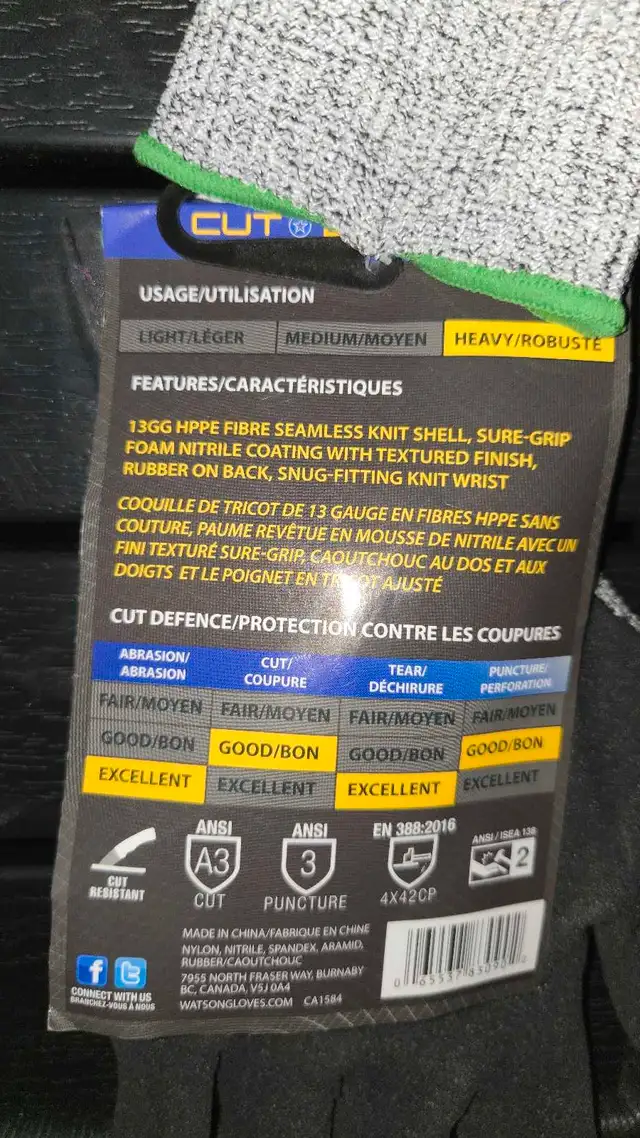 CUT
USAGE/UTILISATION
LIGHT/LÉGER MEDIUM/MOYEN HEAVY/ROBUSTE
FEATURES/CARACTÉRISTIQUES
13GG HPPE FIBRE SEAMLESS KNIT SHELL, SURE-GRIP
FOAM NITRILE COATING WITH TEXTURED FINISH,
RUBBER ON BACK, SNUG-FITTING KNIT WRIST
COQUILLE DE TRICOT DE 13 GAUGE EN FIBRES HPPE SANS
COUTURE, PAUME REVÊTUE EN MOUSSE DE NITRILE AVEC UN
FINI TEXTURÉ SURE-GRIP, CAOUTCHOUC AU DOS ET AUX
DOIGTS ET LE POIGNET EN TRICOT AJUSTÉ
CUT DEFENCE/PROTECTION CONTRE LES COUPURES
ABRASION/
ABRASION
CUT/
COUPURE
TEAR/
DÉCHIRURE
PUNCTURE/
PERFORATION
FAIR/MOYEN FAIR/MOYEN FAIR/MOYEN FAIR/MOYEN
GOOD/BON GOOD/BON GOOD/BON GOOD/BON
EXCELLENT EXCELLENT EXCELLENT EXCELLENT
CUT
RESISTANT
ANSI
A3
CUT
ANSI
3
PUNCTURE
EN 388:2016
4X42CP
ANSI / ISEA 138
2
MADE IN CHINA/FABRIQUE EN CHINE
NYLON, NITRILE, SPANDEX, ARAMID,
RUBBER/CAOUTCHOUC
7955 NORTH FRASER WAY, BURNABY
BC, CANADA, V5J 0A4
WATSONGLOVES.COM CA1584
f t
CONNECT WITH US
BRANCHEZ-VOUS À NOUS